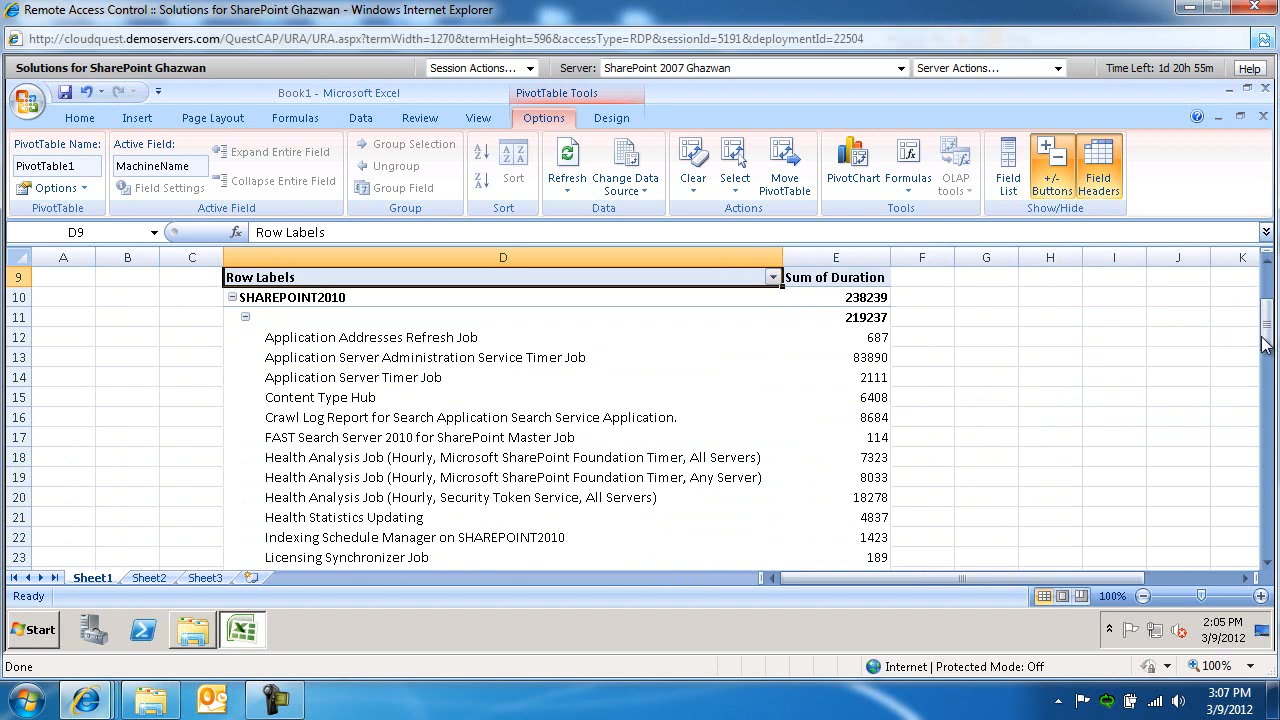 Remote Access Control :: Solutions for SharePoint Ghazwan - Windows Internet Explorer
http://cloudquest.demoservers.com/QuestCAP/URA/URA.aspx?termWidth=1270&termHeight=596&accessType=RDP&sessionId=5191&deploymentId=22504
Solutions for SharePoint Ghazwan Session Actions... Server: SharePoint 2007 Ghazwan Server Actions... Time Left: 1d 20h 55m Help
Book1 - Microsoft Excel PivotTable Tools
Home Insert Page Layout Formulas Data Review View Options Design
PivotTable Name: Active Field: Expand Entire Field Group Selection
PivotTable1 MachineName Ungroup
Options Field Settings Collapse Entire Field Group Field
Sort Refresh Change Data Source Clear Select Move PivotTable PivotChart Formulas OLAP tools Field List +/- Buttons Field Headers
PivotTable Active Field Group Sort Data Actions Tools Show/Hide
D9 fx Row Labels
A B C D E F G H I J K
9 Row Labels Sum of Duration
10 SHAREPOINT2010 238239
11 219237
12 Application Addresses Refresh Job 687
13 Application Server Administration Service Timer Job 83890
14 Application Server Timer Job 2111
15 Content Type Hub 6408
16 Crawl Log Report for Search Application Search Service Application. 8684
17 FAST Search Server 2010 for SharePoint Master Job 114
18 Health Analysis Job (Hourly, Microsoft SharePoint Foundation Timer, All Servers) 7323
19 Health Analysis Job (Hourly, Microsoft SharePoint Foundation Timer, Any Server) 8033
20 Health Analysis Job (Hourly, Security Token Service, All Servers) 18278
21 Health Statistics Updating 4837
22 Indexing Schedule Manager on SHAREPOINT2010 1423
23 Licensing Synchronizer Job 189
Sheet1 Sheet2 Sheet3
Ready 100%
Start 2:05 PM
3/9/2012
Done Internet | Protected Mode: Off 100%
3:07 PM
3/9/2012